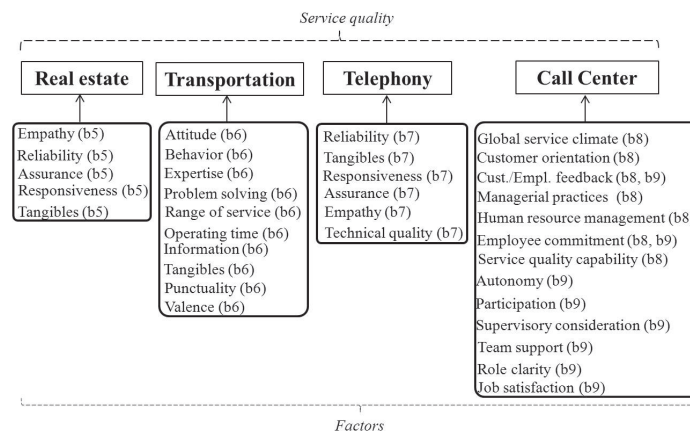 Service quality
Real estate
Transportation
Telephony
Call Center
Empathy (b5)
Reliability (b5)
Assurance (b5)
Responsiveness (b5)
Tangibles (b5)
Attitude (b6)
Behavior (b6)
Expertise (b6)
Problem solving (b6)
Range of service (b6)
Operating time (b6)
Information (b6)
Tangibles (b6)
Punctuality (b6)
Valence (b6)
Reliability (b7)
Tangibles (b7)
Responsiveness (b7)
Assurance (b7)
Empathy (b7)
Technical quality (b7)
Global service climate (b8)
Customer orientation (b8)
Cust./Empl. feedback (b8, b9)
Managerial practices (b8)
Human resource management (b8
Employee commitment (b8, b9)
Service quality capability (b8)
Autonomy (b9)
Participation (b9)
Supervisory consideration (b9)
Team support (b9)
Role clarity (b9)
Job satisfaction (b9)
Factors